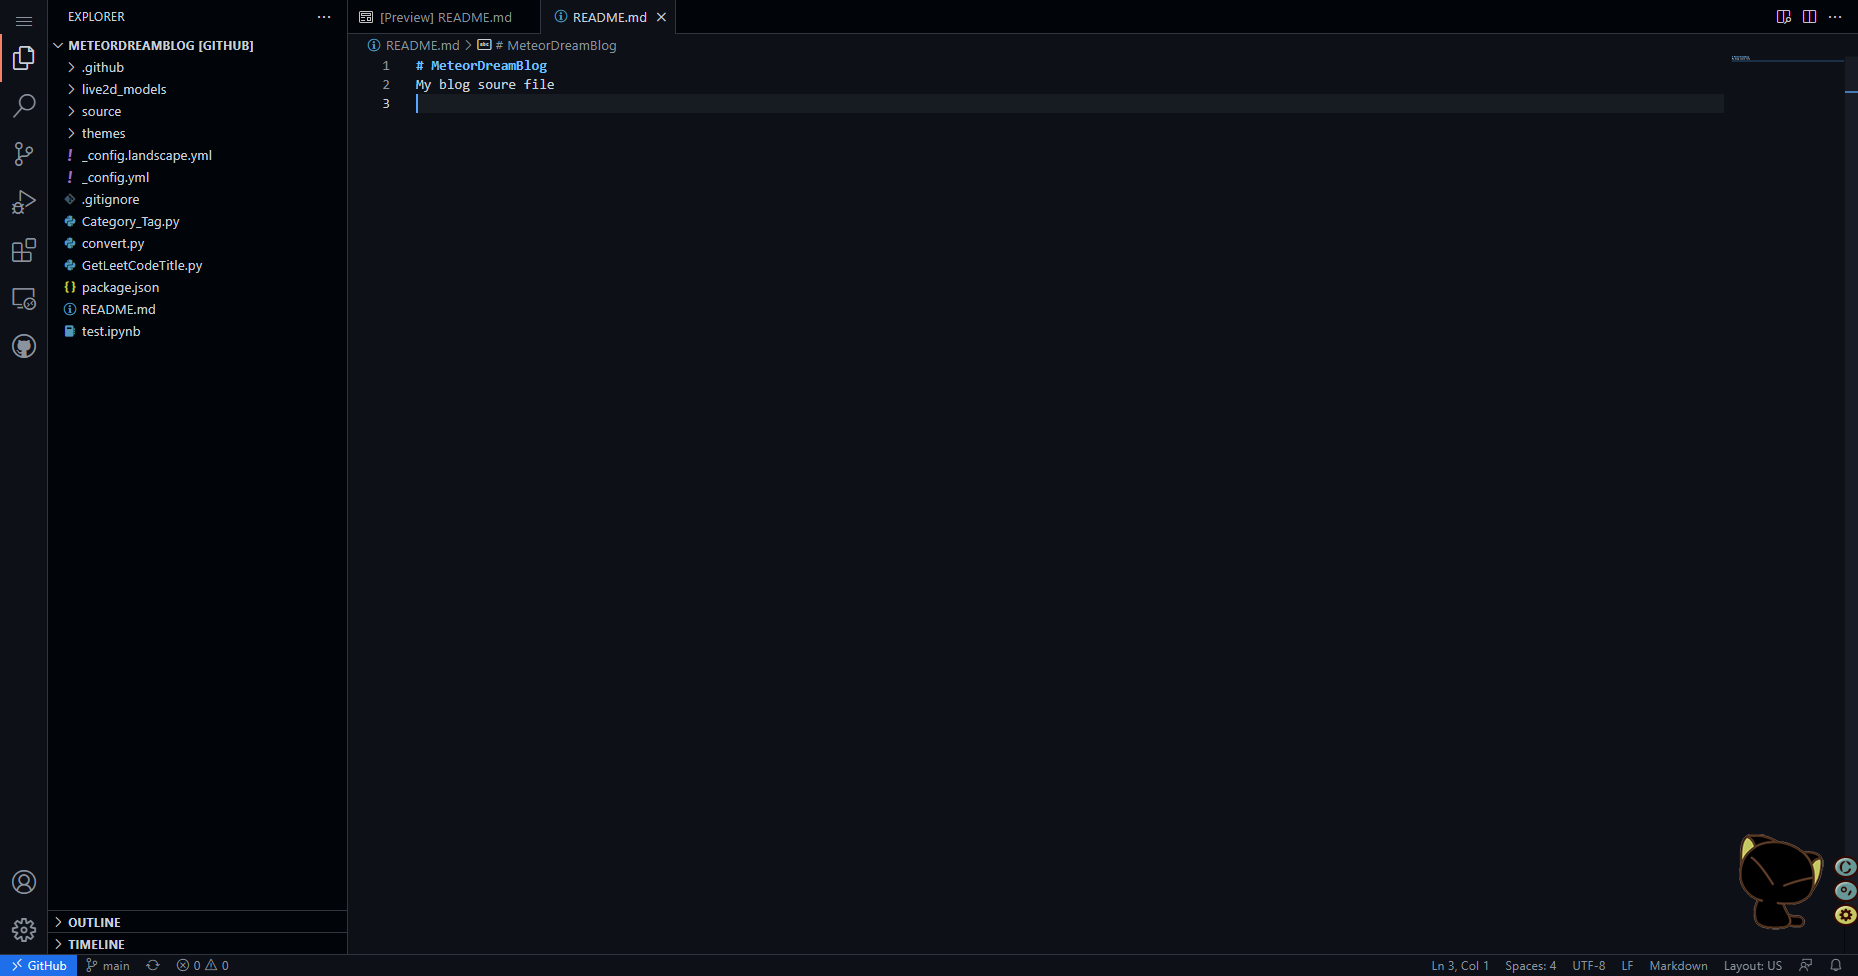 EXPLORER
METEORDREAMBLOG [GITHUB]
.github
live2d_models
source
themes
_config.landscape.yml
_config.yml
.gitignore
Category_Tag.py
convert.py
GetLeetCodeTitle.py
package.json
README.md
test.ipynb
OUTLINE
TIMELINE
[Preview] README.md
README.md
README.md > # MeteorDreamBlog
1 # MeteorDreamBlog
2 My blog soure file
3
GitHub main 0 0
Ln 3, Col 1 Spaces: 4 UTF-8 LF Markdown Layout: US